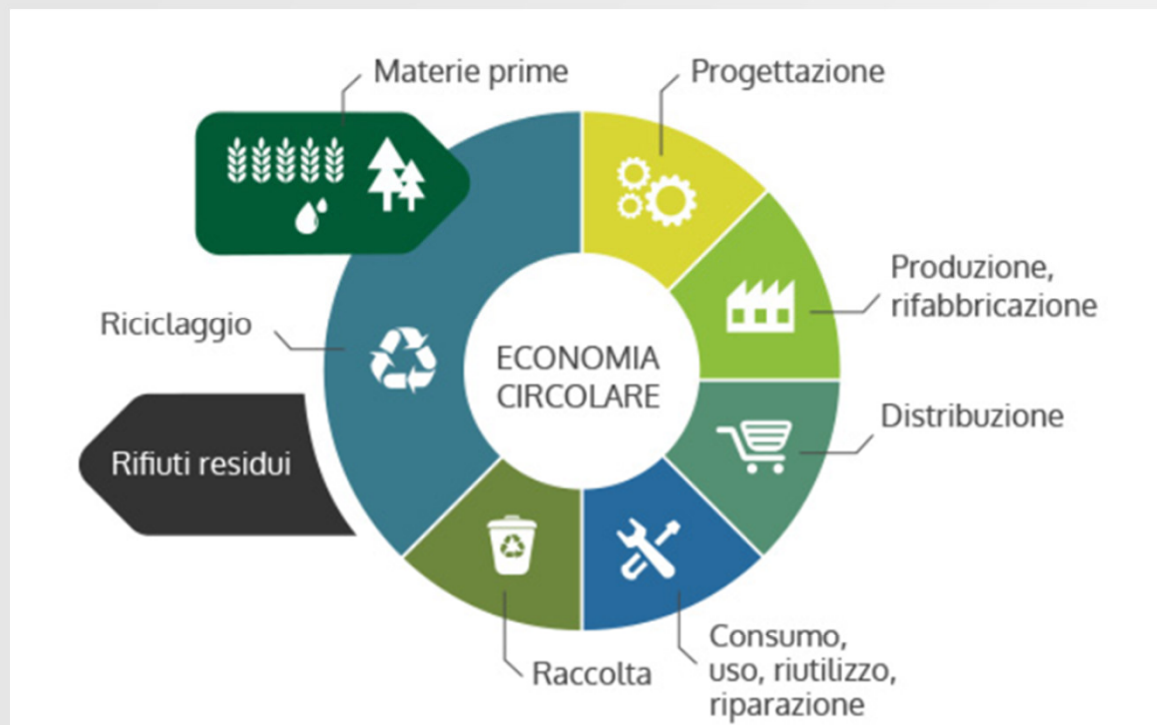 Materie prime
Progettazione
Produzione,
rifabbricazione
Riciclaggio
ECONOMIA
CIRCOLARE
Distribuzione
Rifiuti residui
Consumo,
uso, riutilizzo,
riparazione
Raccolta